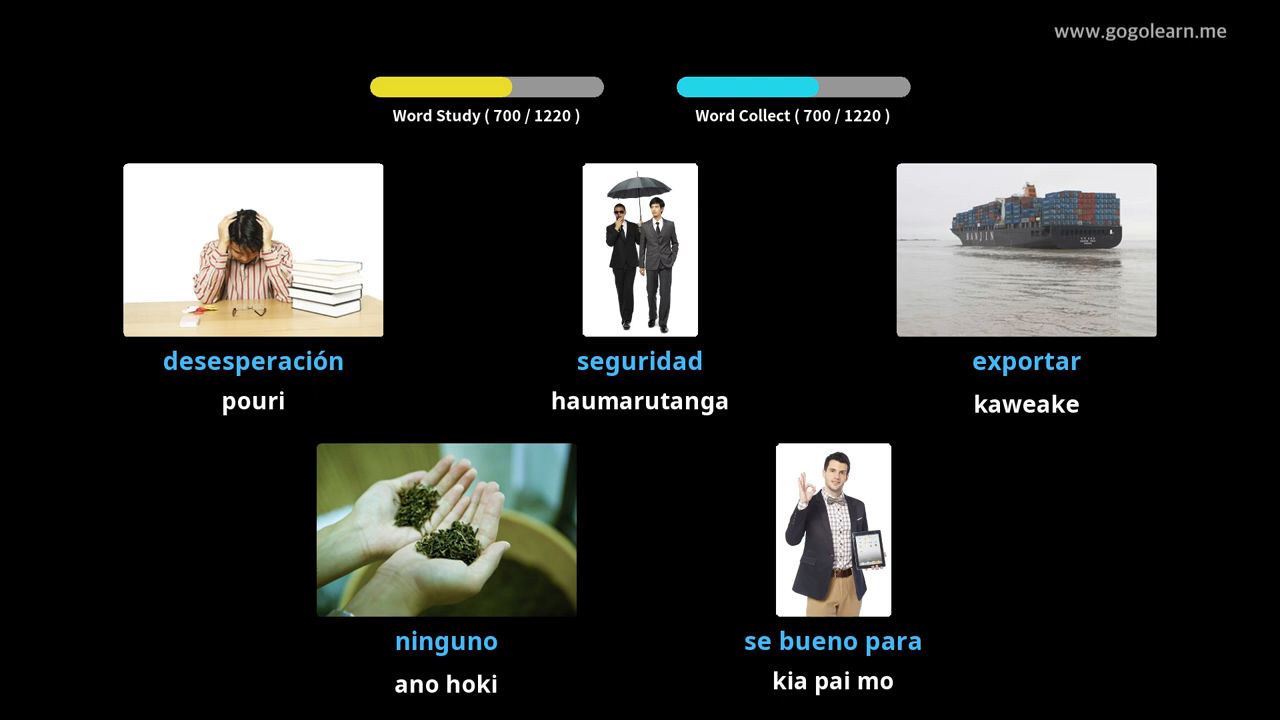 www.gogolearn.me
Word Study ( 700 / 1220 )
Word Collect ( 700 / 1220 )
HANJIN
desesperación
seguridad
exportar
pouri
haumarutanga
kaweake
ninguno
se bueno para
ano hoki
kia pai mo